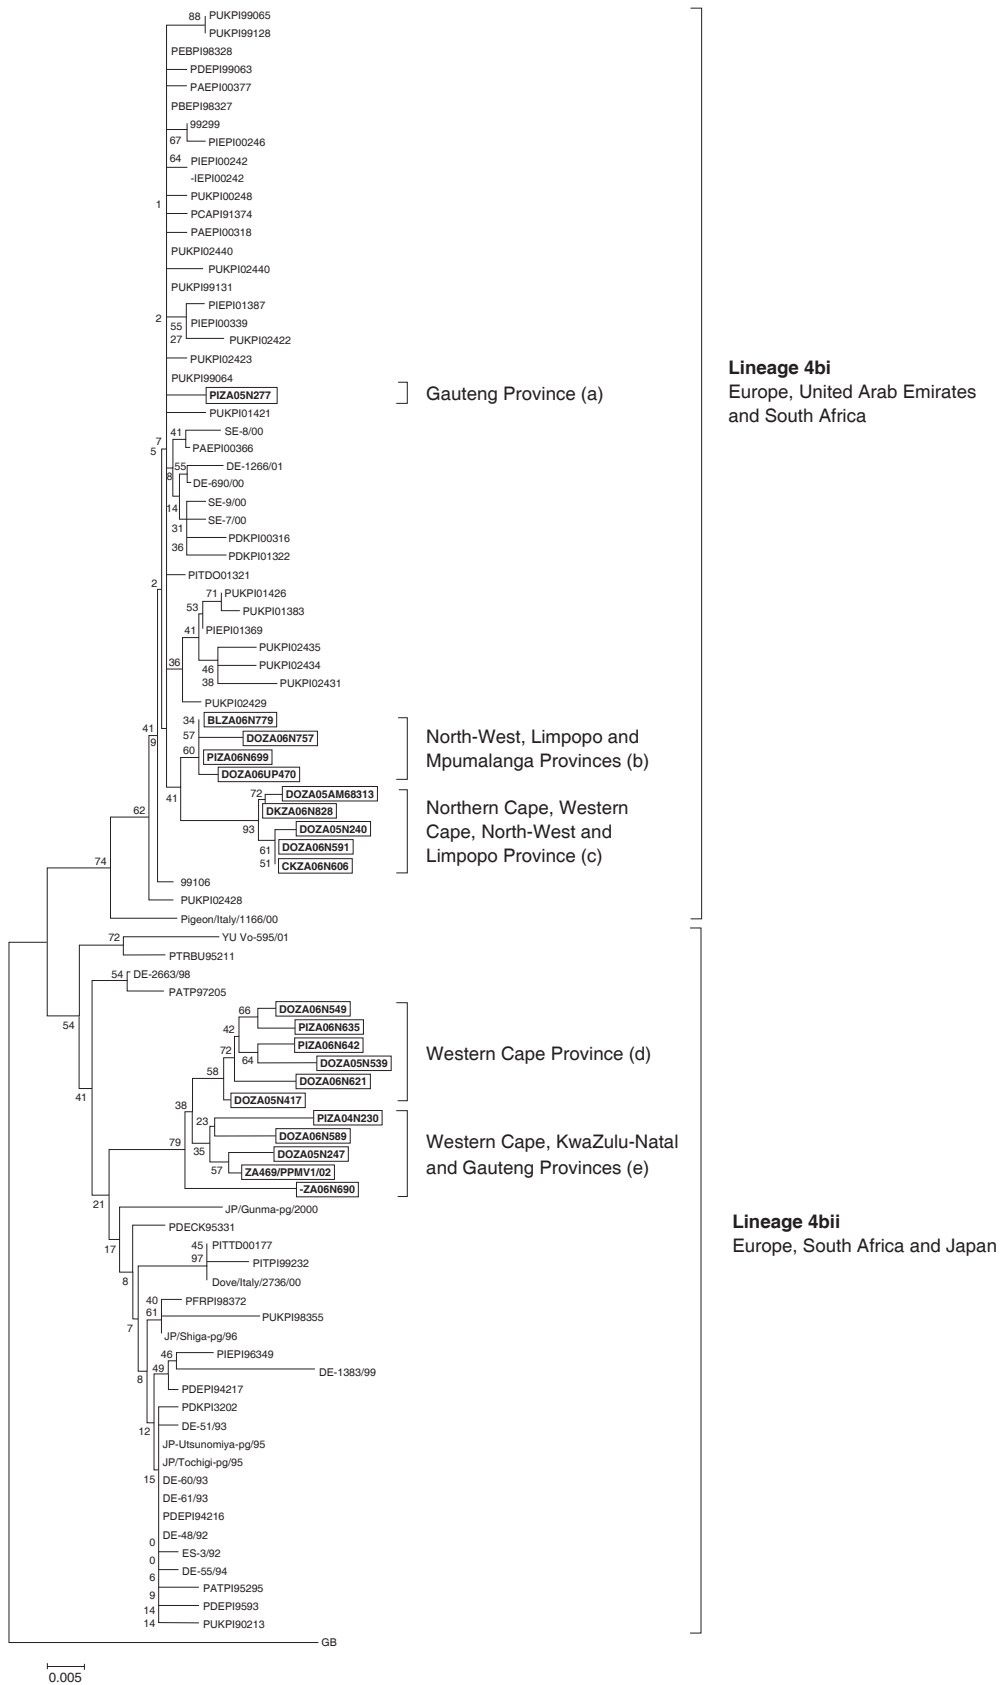 88
PUKPI99065
PUKPI99128
PEBPI98328
PDEPI99063
PAEPI00377
PBEPI98327
99299
67
PIEPI00246
64
PIEPI00242
-IEPI00242
PUKPI00248
1
PCAPI91374
PAEPI00318
PUKPI02440
PUKPI02440
PUKPI99131
PIEPI01387
2
55
PIEPI00339
27
PUKPI02422
PUKPI02423
PUKPI99064
PIZA05N277
Gauteng Province (a)
Lineage 4bi
Europe, United Arab Emirates
and South Africa
PUKPI01421
41
SE-8/00
7
5
PAEPI00366
55
DE-1266/01
8
DE-690/00
SE-9/00
14
SE-7/00
31
PDKPI00316
36
PDKPI01322
PITDO01321
2
71
PUKPI01426
53
PUKPI01383
41
PIEPI01369
PUKPI02435
36
46
PUKPI02434
38
PUKPI02431
PUKPI02429
34
BLZA06N779
41
57
DOZA06N757
9
60
PIZA06N699
DOZA06UP470
North-West, Limpopo and
Mpumalanga Provinces (b)
41
72
DOZA05AM68313
DKZA06N828
62
93
DOZA05N240
61
DOZA06N591
51
CKZA06N606
Northern Cape, Western
Cape, North-West and
Limpopo Province (c)
74
99106
PUKPI02428
Pigeon/Italy/1166/00
72
YU Vo-595/01
PTRBU95211
54
DE-2663/98
PATP97205
54
66
DOZA06N549
42
PIZA06N635
72
PIZA06N642
64
DOZA05N539
58
DOZA06N621
DOZA05N417
Western Cape Province (d)
41
38
23
PIZA04N230
79
DOZA06N589
35
DOZA05N247
57
ZA469/PPMV1/02
-ZA06N690
Western Cape, KwaZulu-Natal
and Gauteng Provinces (e)
21
JP/Gunma-pg/2000
Lineage 4bii
Europe, South Africa and Japan
PDECK95331
17
45
PITTD00177
97
PITPI99232
8
Dove/Italy/2736/00
40
PFRPI98372
61
PUKPI98355
7
JP/Shiga-pg/96
46
PIEPI96349
49
DE-1383/99
8
PDEPI94217
PDKPI3202
12
DE-51/93
JP-Utsunomiya-pg/95
JP/Tochigi-pg/95
15
DE-60/93
DE-61/93
PDEPI94216
DE-48/92
0
ES-3/92
0
DE-55/94
6
PATPI95295
9
PDEPI9593
14
14
PUKPI90213
GB
0.005